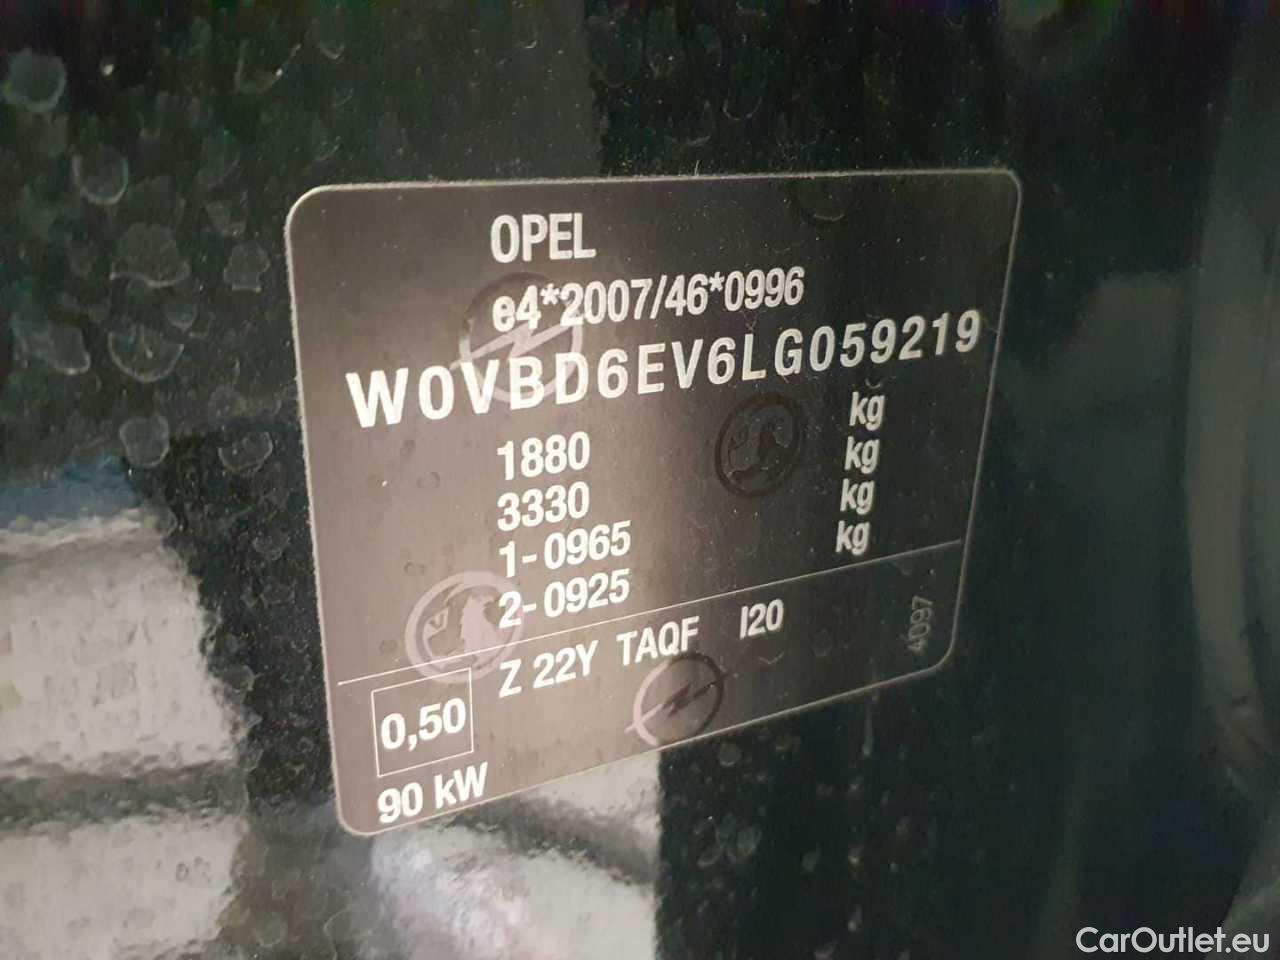 OPEL
e4*2007/46*0996
W0VBD6EV6LG059219
1880 kg
3330 kg
1-0965 kg
2-0925 kg
Z 22Y TAQF I20
4097
0,50
90 kW
CarOutlet.eu